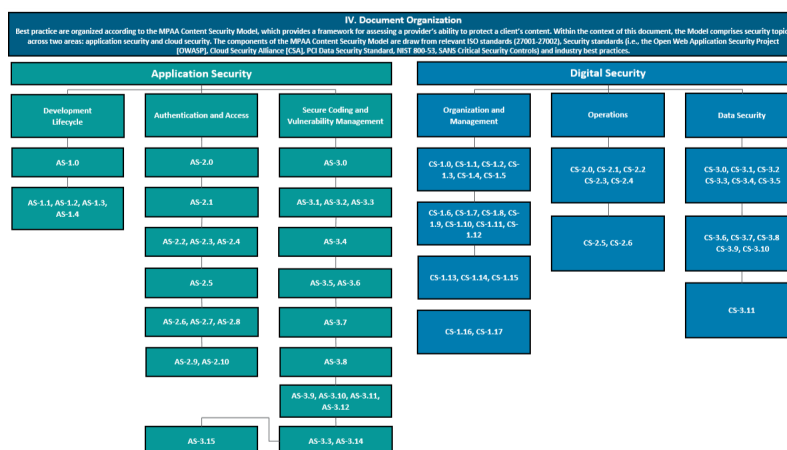 IV. Document Organization
Best practice are organized according to the MPAA Content Security Model, which provides a framework for assessing a provider's ability to protect a client's content. Within the context of this document, the Model comprises security topic
across two areas: application security and cloud security. The components of the MPAA Content Security Model are draw from relevant ISO standards (27001-27002), Security standards (i.e., the Open Web Application Security Project
[OWASP], Cloud Security Alliance [CSA], PCI Data Security Standard, NIST 800-53, SANS Critical Security Controls) and industry best practices.
Application Security
Development
Lifecycle
AS-1.0
AS-1.1, AS-1.2, AS-1.3,
AS-1.4
Authentication and Access
AS-2.0
AS-2.1
AS-2.2, AS-2.3, AS-2.4
AS-2.5
AS-2.6, AS-2.7, AS-2.8
AS-2.9, AS-2.10
Secure Coding and
Vulnerability Management
AS-3.0
AS-3.1, AS-3.2, AS-3.3
AS-3.4
AS-3.5, AS-3.6
AS-3.7
AS-3.8
AS-3.9, AS-3.10, AS-3.11,
AS-3.12
AS-3.3, AS-3.14
AS-3.15
Digital Security
Organization and
Management
CS-1.0, CS-1.1, CS-1.2, CS-
1.3, CS-1.4, CS-1.5
CS-1.6, CS-1.7, CS-1.8, CS-
1.9, CS-1.10, CS-1.11, CS-
1.12
CS-1.13, CS-1.14, CS-1.15
CS-1.16, CS-1.17
Operations
CS-2.0, CS-2.1, CS-2.2
CS-2.3, CS-2.4
CS-2.5, CS-2.6
Data Security
CS-3.0, CS-3.1, CS-3.2
CS-3.3, CS-3.4, CS-3.5
CS-3.6, CS-3.7, CS-3.8
CS-3.9, CS-3.10
CS-3.11